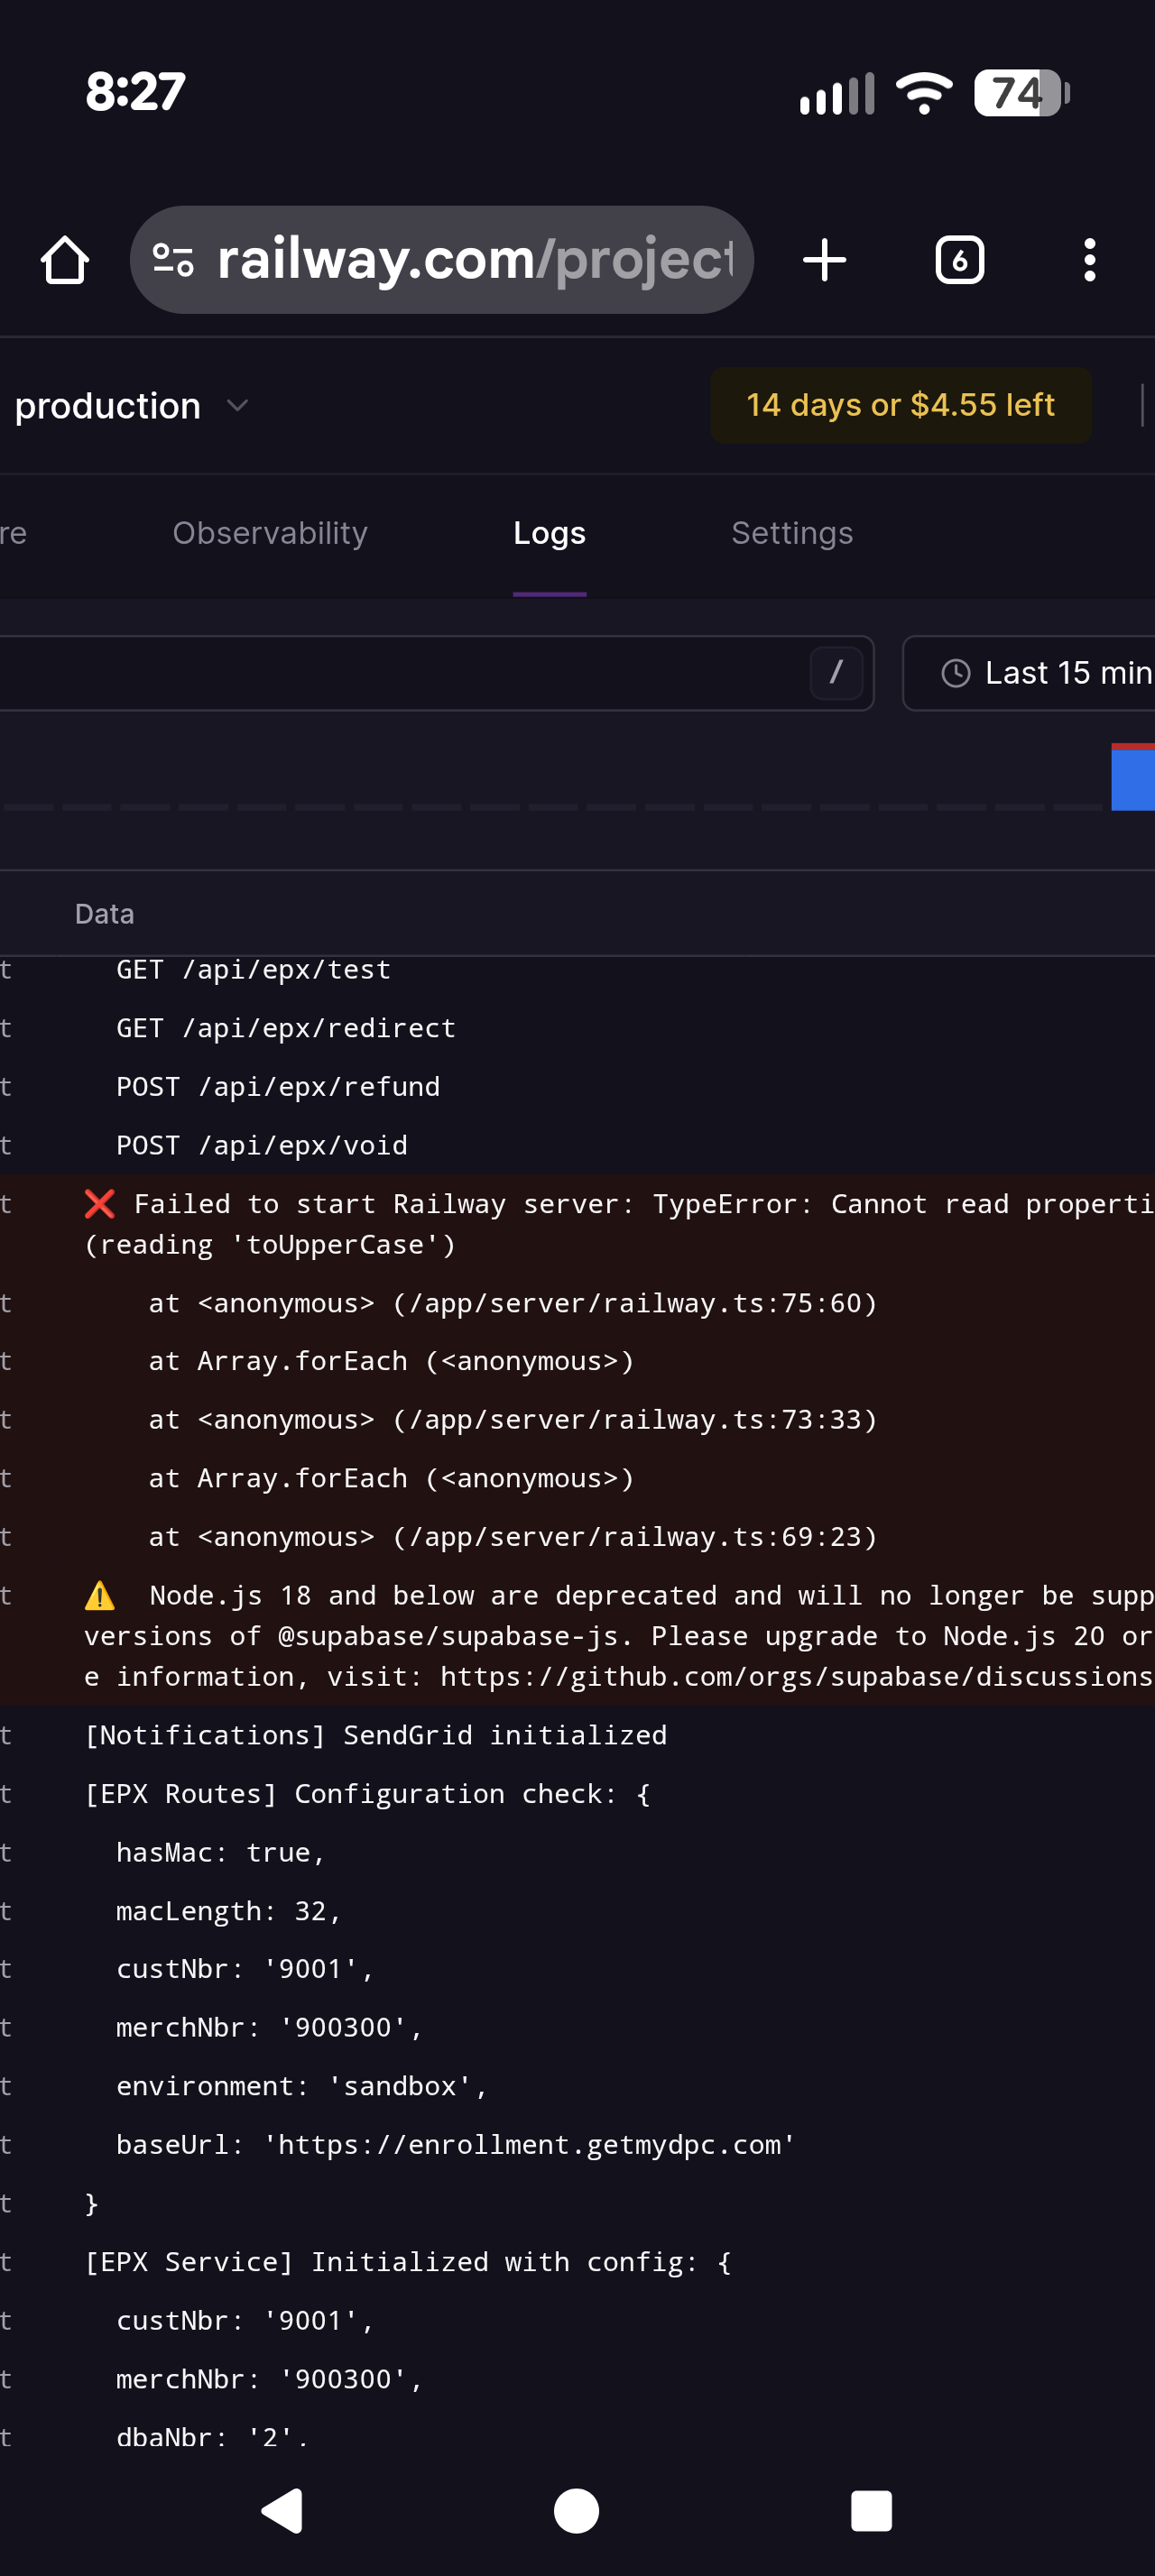 8:27
74
railway.com/project
6
production
14 days or $4.55 left
re
Observability
Logs
Settings
/
Last 15 min
Data
t GET /api/epx/test
t GET /api/epx/redirect
t POST /api/epx/refund
t POST /api/epx/void
t ❌ Failed to start Railway server: TypeError: Cannot read properti
(reading 'toUpperCase')
t at <anonymous> (/app/server/railway.ts:75:60)
t at Array.forEach (<anonymous>)
t at <anonymous> (/app/server/railway.ts:73:33)
t at Array.forEach (<anonymous>)
t at <anonymous> (/app/server/railway.ts:69:23)
t ⚠️ Node.js 18 and below are deprecated and will no longer be supp
versions of @supabase/supabase-js. Please upgrade to Node.js 20 or
e information, visit: https://github.com/orgs/supabase/discussions
t [Notifications] SendGrid initialized
t [EPX Routes] Configuration check: {
t hasMac: true,
t macLength: 32,
t custNbr: '9001',
t merchNbr: '900300',
t environment: 'sandbox',
t baseUrl: 'https://enrollment.getmydpc.com'
t }
t [EPX Service] Initialized with config: {
t custNbr: '9001',
t merchNbr: '900300',
t dbaNbr: '2',